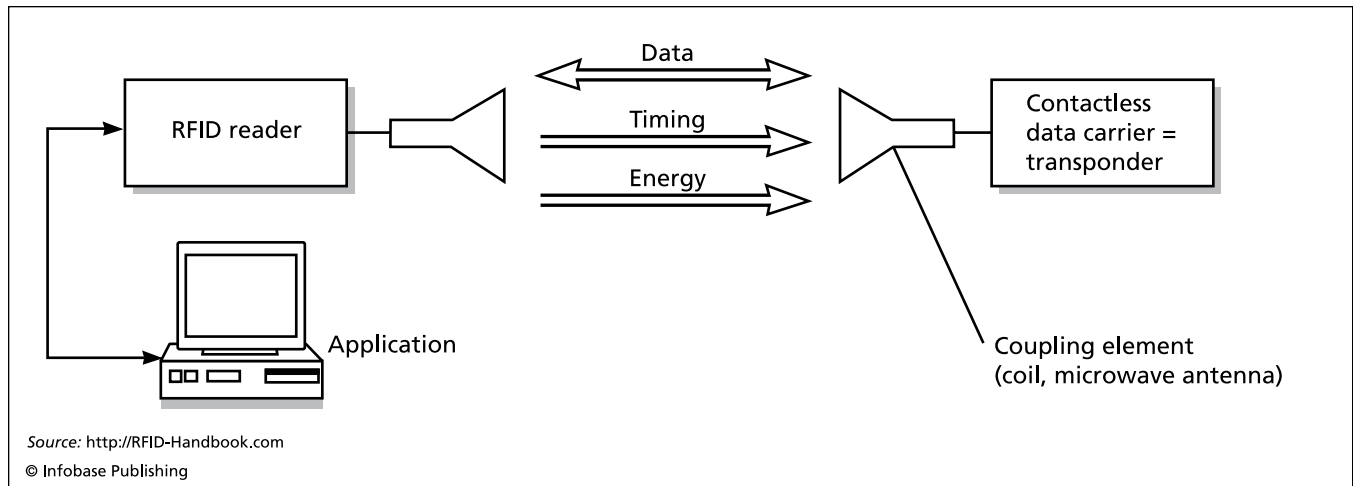 Data
RFID reader
Timing
Energy
Contactless
data carrier =
transponder
Application
Coupling element
(coil, microwave antenna)
Source: http://RFID-Handbook.com
© Infobase Publishing